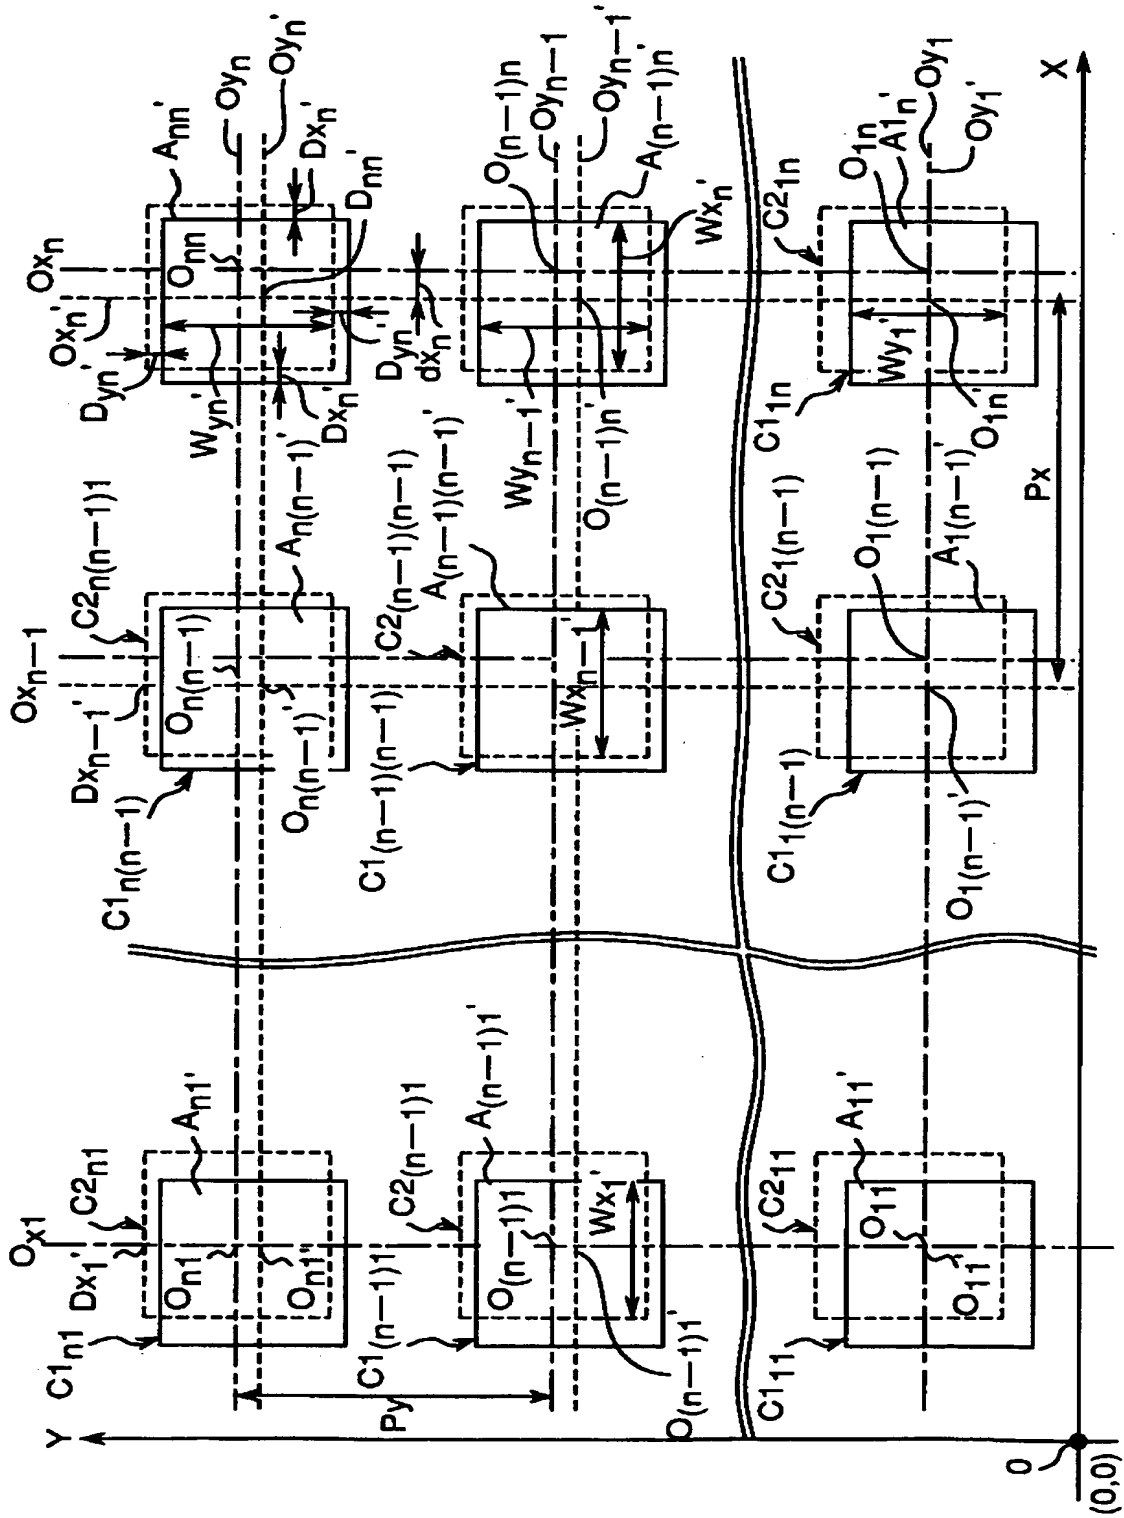 Y
Ox1
Oxn−1
Oxn
C1n1
Dx1'
C2n1
Dxn−1'
C2n(n−1)1
Oxn'
On1
An1'
C1n(n−1)
On(n−1)
Dyn'
Ann'
Onn
Oyn
Oyn'
Wyn'
Dxn'
On1'
On(n−1)'
An(n−1)'
Dxn'
Dnn'
Py
C1(n−1)1
C2(n−1)1
C1(n−1)(n−1)
C2(n−1)(n−1)
A(n−1)(n−1)'
Dyn'
dxn
A(n−1)1'
O(n−1)1
O(n−1)n
Oyn−1
Oyn−1'
Wyn−1'
Wx1'
Wxn−1'
O(n−1)n'
A(n−1)n'
O(n−1)1'
Wxn'
C111
C211
C11(n−1)
C21(n−1)
C11n
C21n
A11'
O11
O1(n−1)
O1n
A1n'
Wy1'
Oy1
O11'
O1(n−1)'
A1(n−1)'
O1n'
Oy1'
Px
0
(0,0)
X